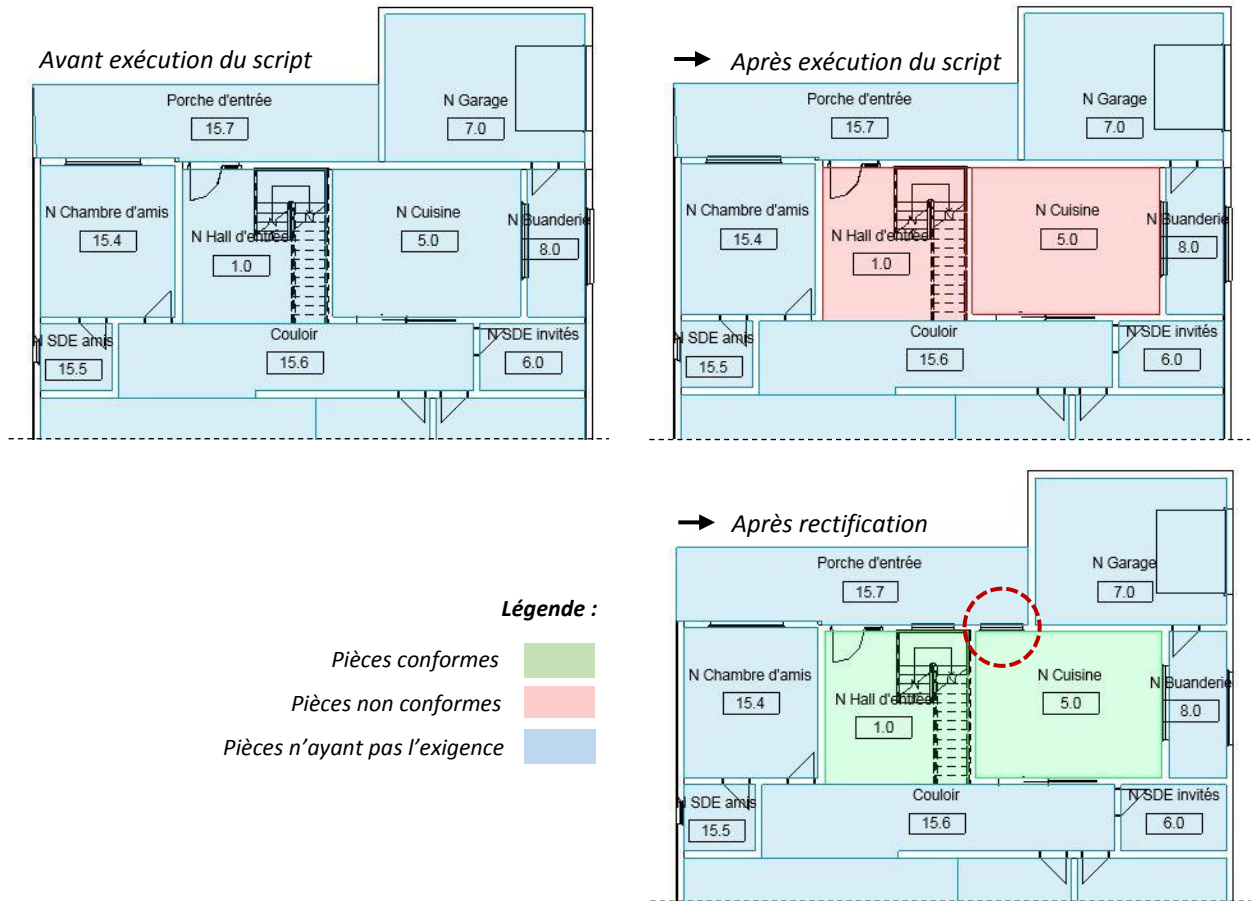 Avant exécution du script
Porche d'entrée
15.7
N Garage
7.0
N Chambre d'amis
15.4
N Hall d'entrée
1.0
N Cuisine
5.0
N Buanderie
8.0
N SDE amis
15.5
Couloir
15.6
N SDE invités
6.0
→ Après exécution du script
Porche d'entrée
15.7
N Garage
7.0
N Chambre d'amis
15.4
N Hall d'entrée
1.0
N Cuisine
5.0
N Buanderie
8.0
N SDE amis
15.5
Couloir
15.6
N SDE invités
6.0
→ Après rectification
Porche d'entrée
15.7
N Garage
7.0
N Chambre d'amis
15.4
N Hall d'entrée
1.0
N Cuisine
5.0
N Buanderie
8.0
N SDE amis
15.5
Couloir
15.6
N SDE invités
6.0
Légende :
Pièces conformes
Pièces non conformes
Pièces n'ayant pas l'exigence